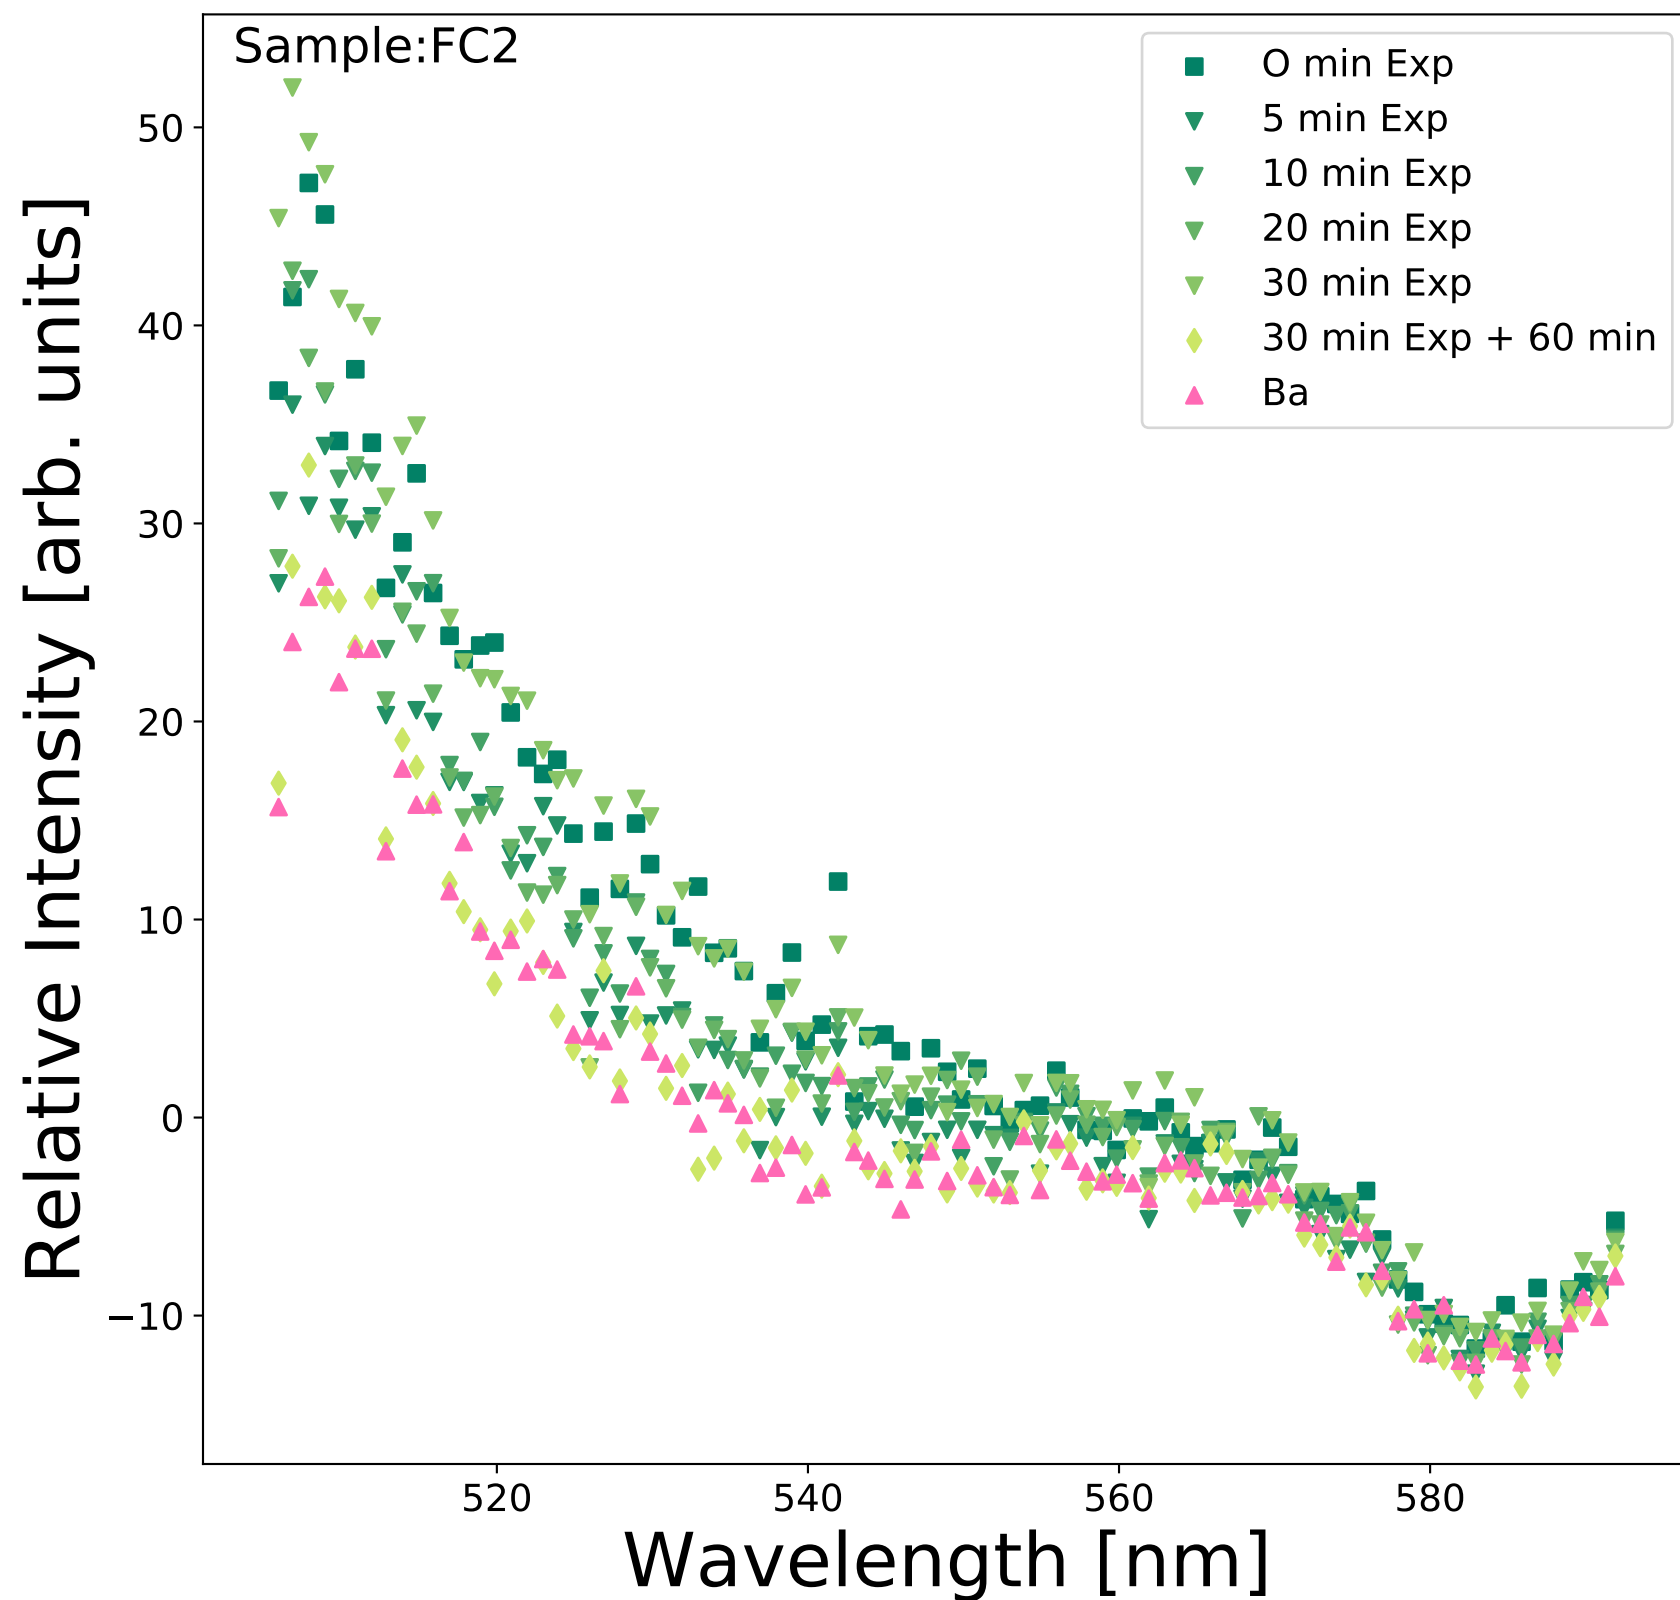 Sample:FC2
O min Exp
5 min Exp
10 min Exp
20 min Exp
30 min Exp
30 min Exp + 60 min
Ba
Relative Intensity [arb. units]
50
40
30
20
10
0
−10
520 540 560 580
Wavelength [nm]